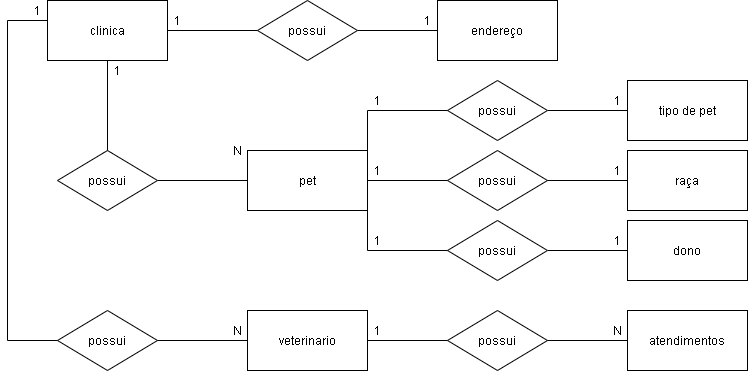 1
clinica
1
possui
1
endereço
1
1
possui
1
tipo de pet
N
possui
pet
1
possui
1
raça
1
possui
1
dono
possui
N
veterinario
1
possui
N
atendimentos